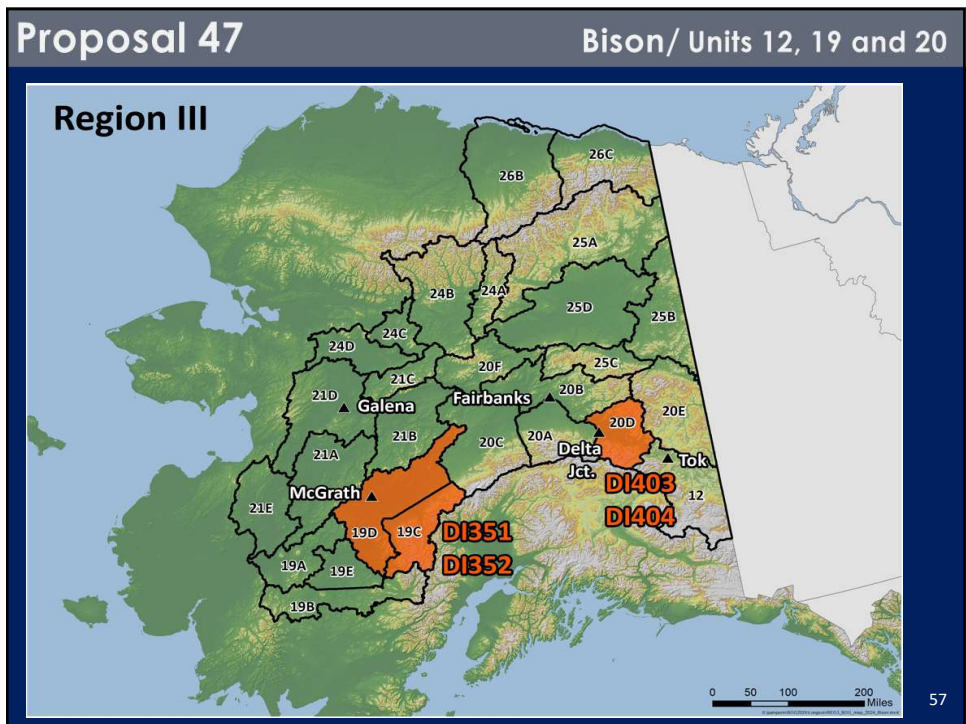 Proposal 47
Bison/ Units 12, 19 and 20
Region III
26B
26C
25A
24B
24A
25D
25B
24C
24D
20F
25C
21C
21D
Galena
Fairbanks
20B
20E
20D
21B
20C
20A
21A
Delta
Jct.
Tok
McGrath
DI403
12
21E
DI404
19D
19C
DI351
19A
19E
DI352
19B
0 50 100 200
Miles
57